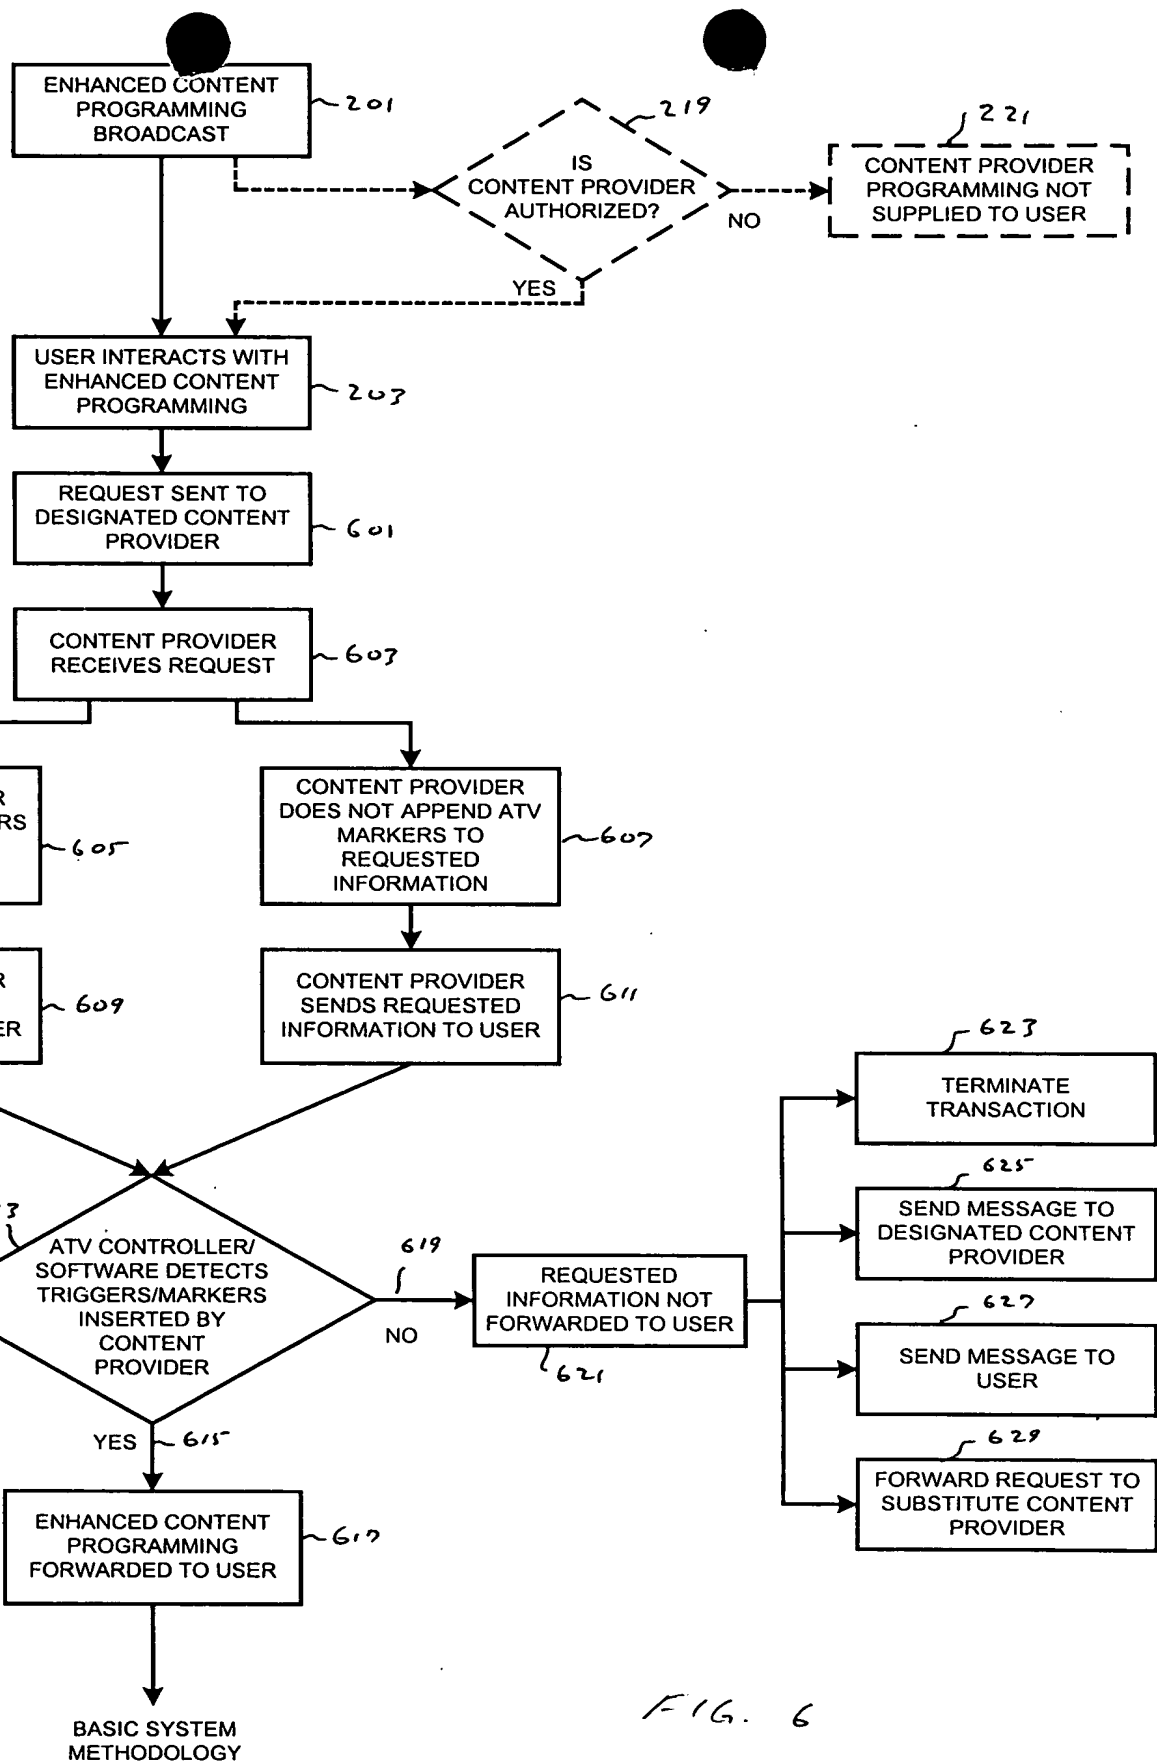 ENHANCED CONTENT
PROGRAMMING
BROADCAST
201
219
IS
CONTENT PROVIDER
AUTHORIZED?
NO
YES
221
CONTENT PROVIDER
PROGRAMMING NOT
SUPPLIED TO USER
USER INTERACTS WITH
ENHANCED CONTENT
PROGRAMMING
203
REQUEST SENT TO
DESIGNATED CONTENT
PROVIDER
601
CONTENT PROVIDER
RECEIVES REQUEST
603
R
RS
605
CONTENT PROVIDER
DOES NOT APPEND ATV
MARKERS TO
REQUESTED
INFORMATION
607
R
ER
609
CONTENT PROVIDER
SENDS REQUESTED
INFORMATION TO USER
611
3
ATV CONTROLLER/
SOFTWARE DETECTS
TRIGGERS/MARKERS
INSERTED BY
CONTENT
PROVIDER
619
NO
REQUESTED
INFORMATION NOT
FORWARDED TO USER
621
623
TERMINATE
TRANSACTION
625
SEND MESSAGE TO
DESIGNATED CONTENT
PROVIDER
627
SEND MESSAGE TO
USER
629
FORWARD REQUEST TO
SUBSTITUTE CONTENT
PROVIDER
YES
615
ENHANCED CONTENT
PROGRAMMING
FORWARDED TO USER
617
BASIC SYSTEM
METHODOLOGY
FIG. 6